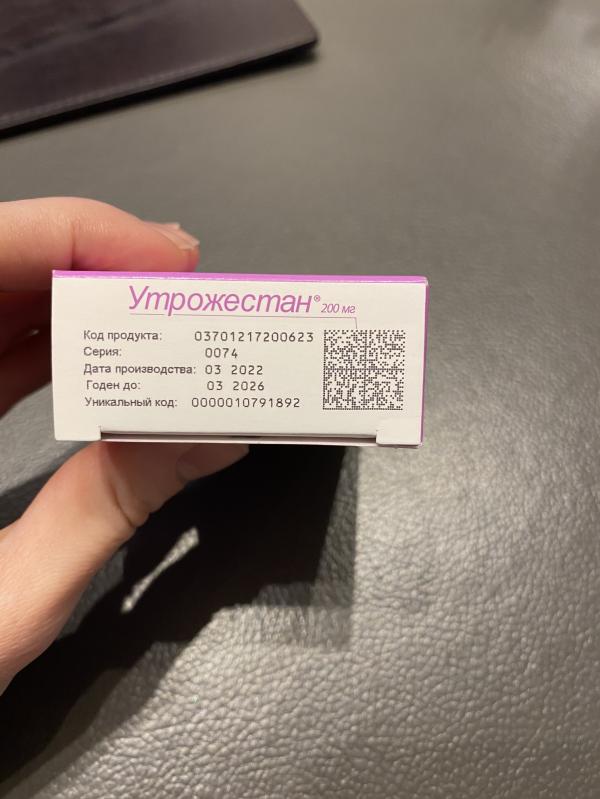 Утрожестан® 200 мг
Код продукта: 03701217200623
Серия: 0074
Дата производства: 03 2022
Годен до: 03 2026
Уникальный код: 0000010791892